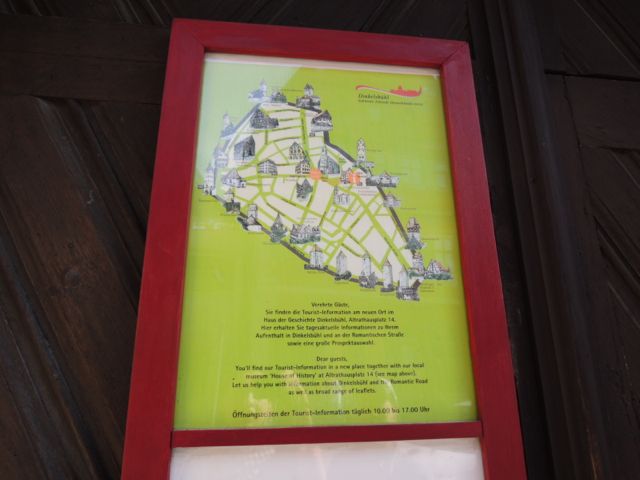 Dinkelsbühl
Verehrte Gäste,
Sie finden die Tourist-Information am neuen Ort im
Haus der Geschichte Dinkelsbühl, Altrathausplatz 14.
Hier erhalten Sie tagesaktuelle Informationen zu Ihrem
Aufenthalt in Dinkelsbühl und an der Romantischen Straße
sowie eine große Prospektauswahl.
Dear guests,
You'll find our Tourist-Information in a new place together with our local
museum 'House of History' at Altrathausplatz 14 (see map above).
Let us help you with information about Dinkelsbühl and the Romantic Road
as well as broad range of leaflets.
Öffnungszeiten der Tourist-Information täglich 10.00 bis 17.00 Uhr